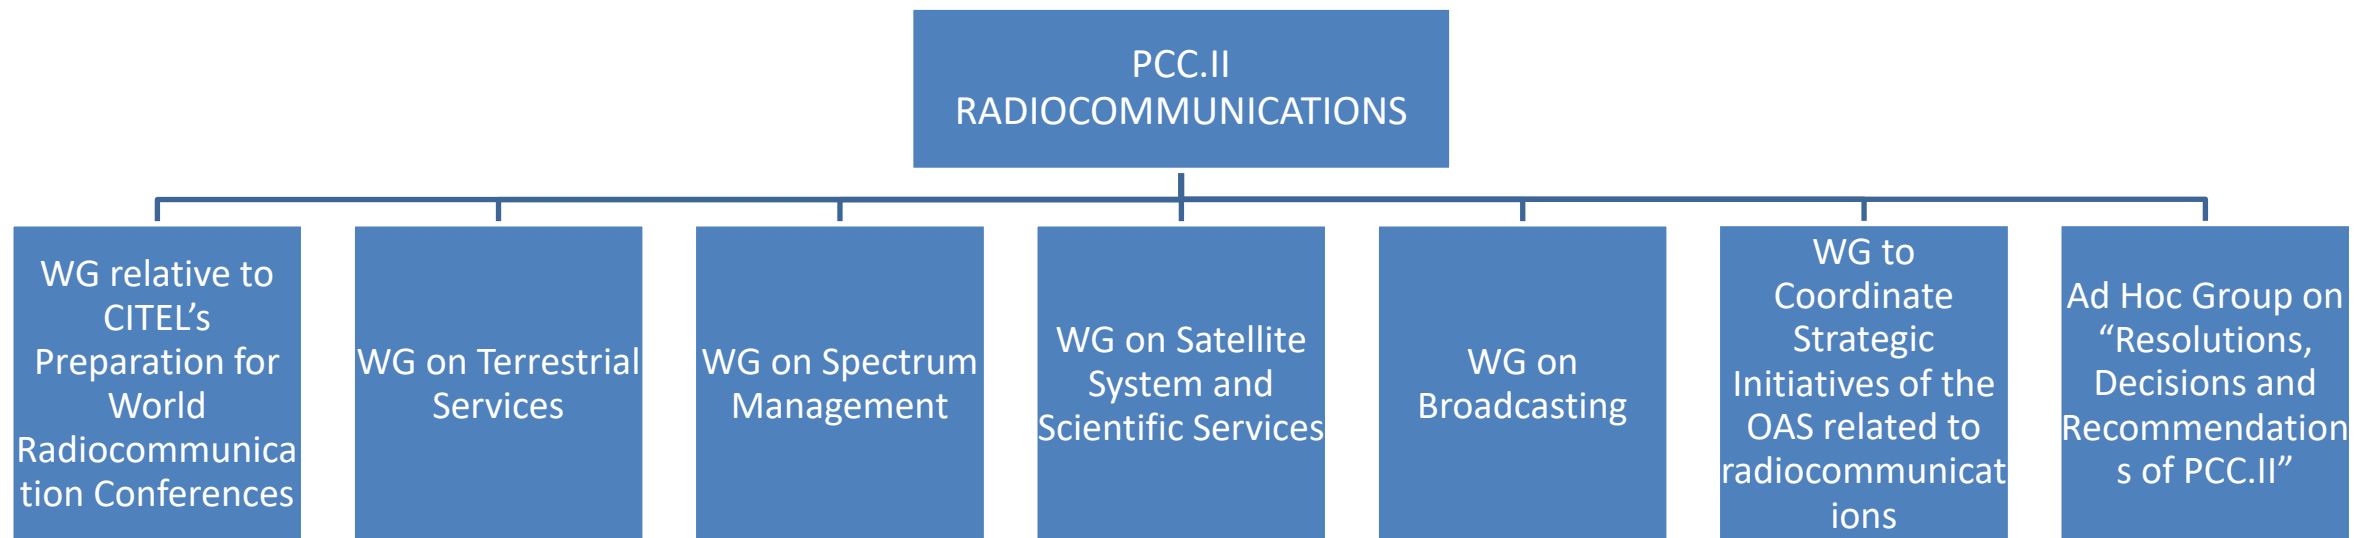 PCC.II
RADIOCOMMUNICATIONS
WG relative to
CITEL’s
Preparation for
World
Radiocommunica
tion Conferences
WG on Terrestrial
Services
WG on Spectrum
Management
WG on Satellite
System and
Scientific Services
WG on
Broadcasting
WG to
Coordinate
Strategic
Initiatives of the
OAS related to
radiocommunicat
ions
Ad Hoc Group on
“Resolutions,
Decisions and
Recommendation
s of PCC.II”